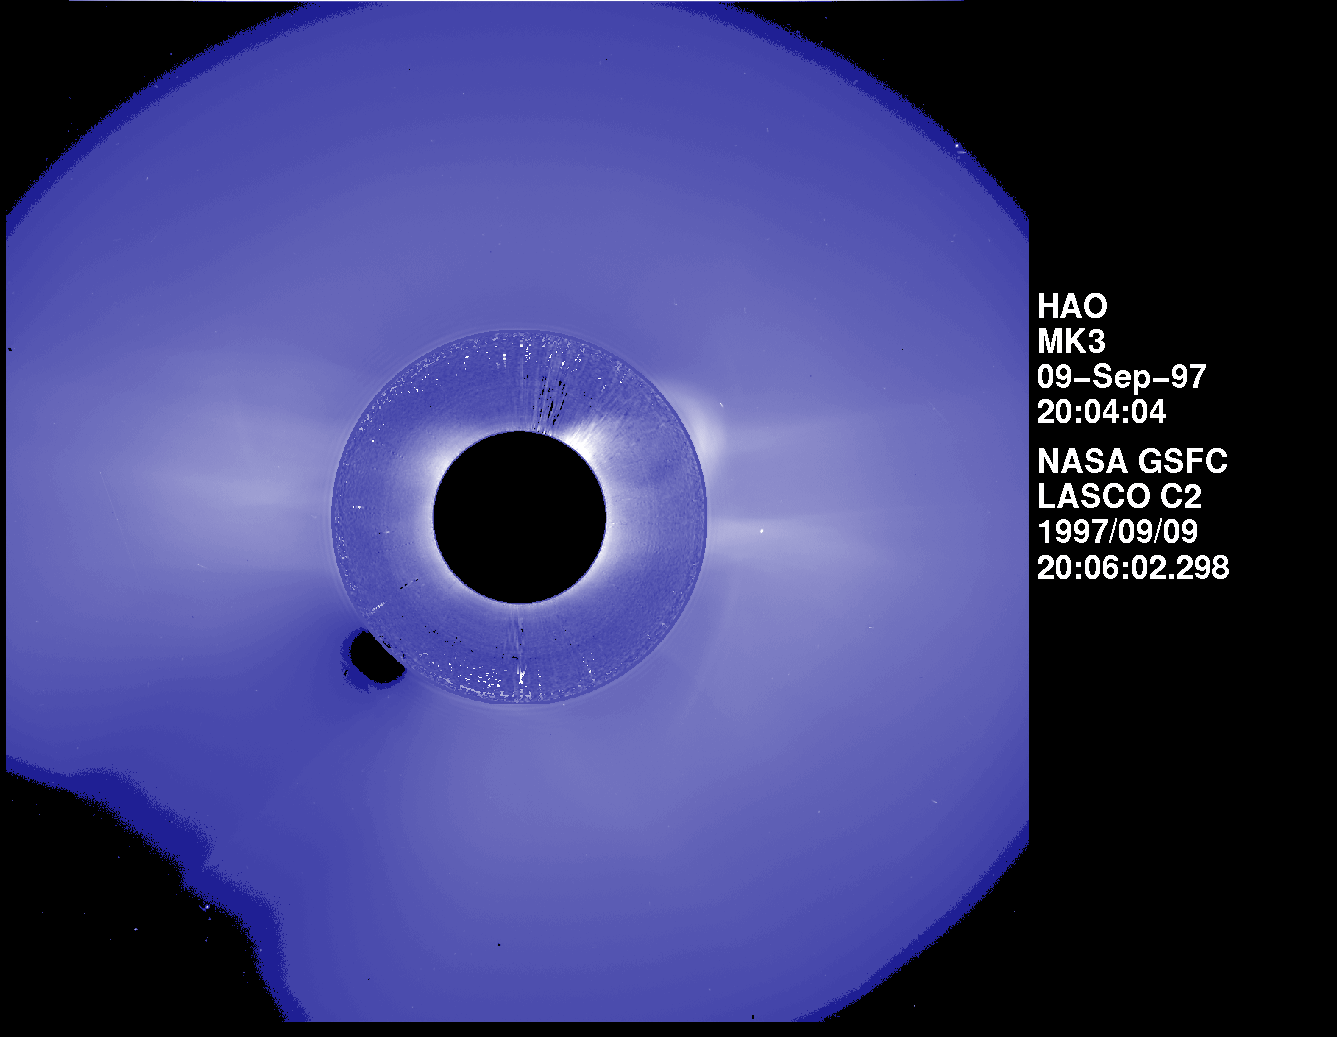 HAO
MK3
09-Sep-97
20:04:04
NASA GSFC
LASCO C2
1997/09/09
20:06:02.298